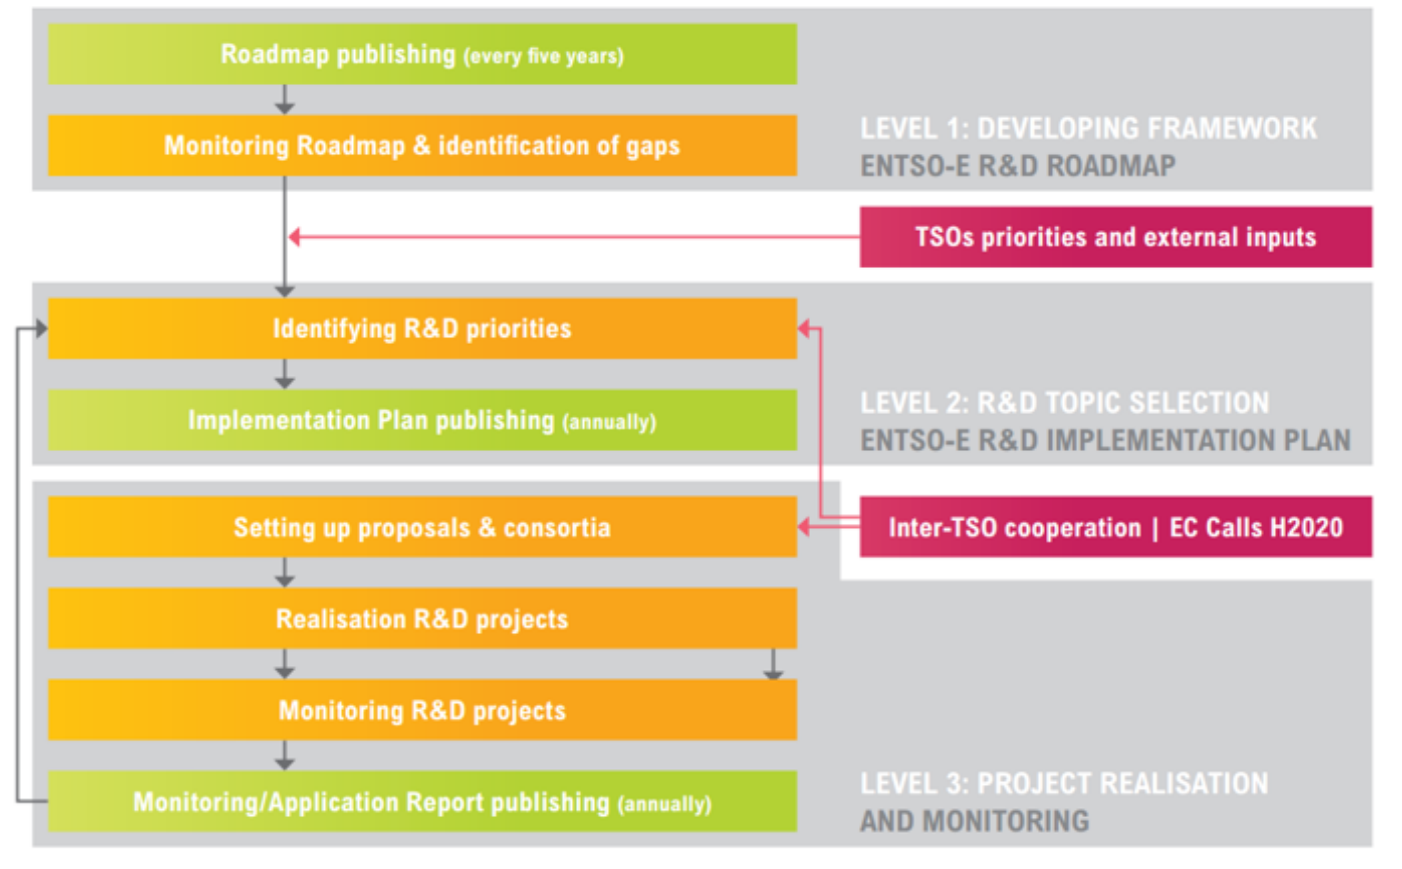 Roadmap publishing (every five years)
Monitoring Roadmap & identification of gaps
LEVEL 1: DEVELOPING FRAMEWORK
ENTSO-E R&D ROADMAP
TSOs priorities and external inputs
Identifying R&D priorities
Implementation Plan publishing (annually)
LEVEL 2: R&D TOPIC SELECTION
ENTSO-E R&D IMPLEMENTATION PLAN
Setting up proposals & consortia
Inter-TSO cooperation | EC Calls H2020
Realisation R&D projects
Monitoring R&D projects
Monitoring/Application Report publishing (annually)
LEVEL 3: PROJECT REALISATION
AND MONITORING